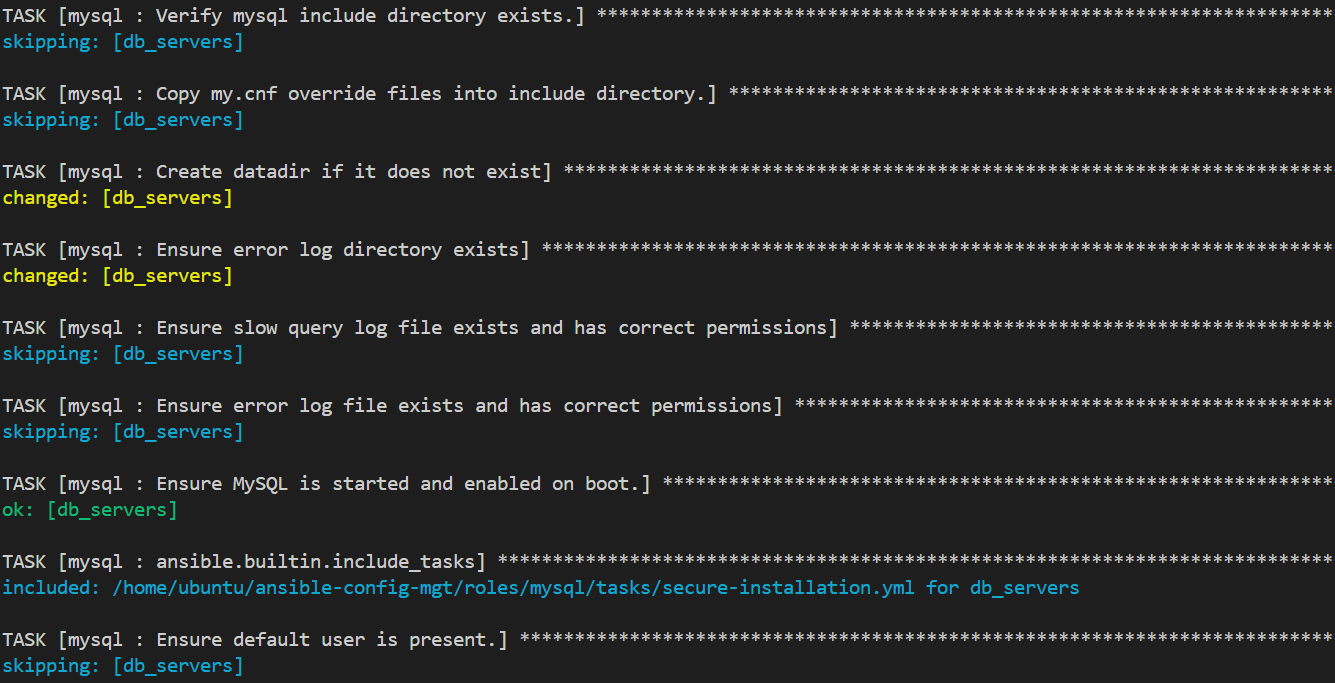 TASK [mysql : Verify mysql include directory exists.] *******************************************************************
skipping: [db_servers]
TASK [mysql : Copy my.cnf override files into include directory.] *******************************************************
skipping: [db_servers]
TASK [mysql : Create datadir if it does not exist] **********************************************************************
changed: [db_servers]
TASK [mysql : Ensure error log directory exists] ************************************************************************
changed: [db_servers]
TASK [mysql : Ensure slow query log file exists and has correct permissions] ********************************************
skipping: [db_servers]
TASK [mysql : Ensure error log file exists and has correct permissions] *************************************************
skipping: [db_servers]
TASK [mysql : Ensure MySQL is started and enabled on boot.] *************************************************************
ok: [db_servers]
TASK [mysql : ansible.builtin.include_tasks] ****************************************************************************
included: /home/ubuntu/ansible-config-mgt/roles/mysql/tasks/secure-installation.yml for db_servers
TASK [mysql : Ensure default user is present.] **************************************************************************
skipping: [db_servers]